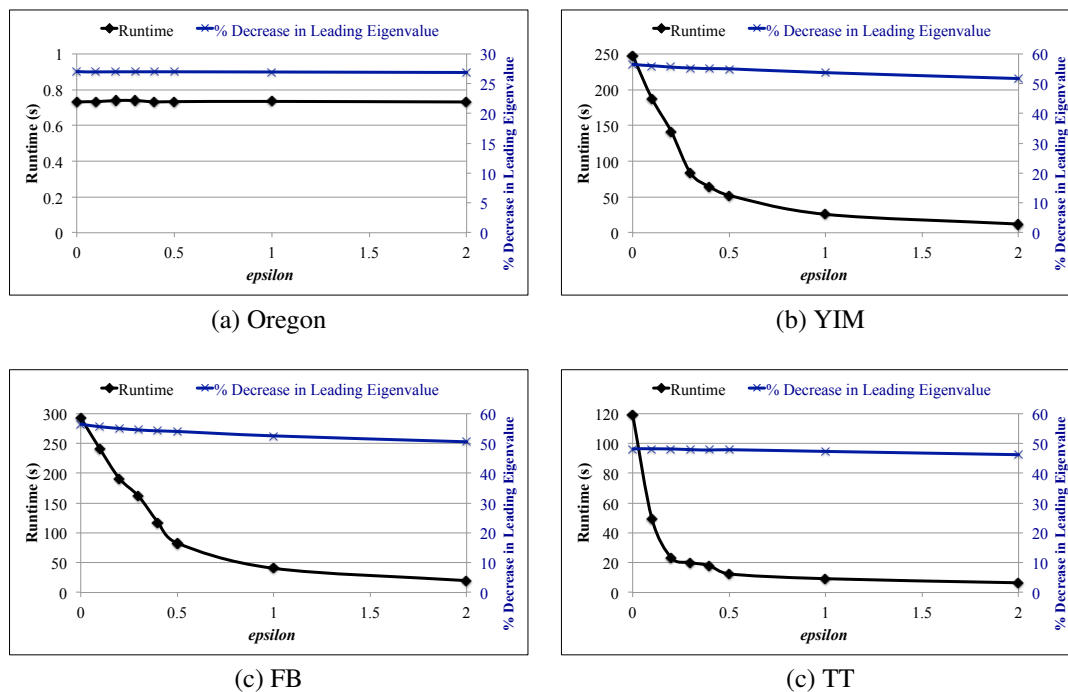 Runtime % Decrease in Leading Eigenvalue
1
0.8
0.6
0.4
0.2
0
Runtime (s)
30
25
20
15
10
5
0
% Decrease in Leading Eigenvalue
0 0.5 1 1.5 2
epsilon
(a) Oregon
Runtime % Decrease in Leading Eigenvalue
250
200
150
100
50
0
Runtime (s)
60
50
40
30
20
10
0
% Decrease in Leading Eigenvalue
0 0.5 1 1.5 2
epsilon
(b) YIM
Runtime % Decrease in Leading Eigenvalue
300
250
200
150
100
50
0
Runtime (s)
60
50
40
30
20
10
0
% Decrease in Leading Eigenvalue
0 0.5 1 1.5 2
epsilon
(c) FB
Runtime % Decrease in Leading Eigenvalue
120
100
80
60
40
20
0
Runtime (s)
60
50
40
30
20
10
0
% Decrease in Leading Eigenvalue
0 0.5 1 1.5 2
epsilon
(c) TT